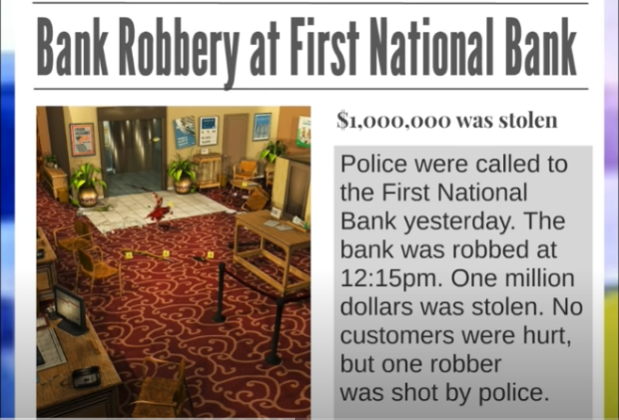 Bank Robbery at First National Bank
$1,000,000 was stolen
Police were called to
the First National
Bank yesterday. The
bank was robbed at
12:15pm. One million
dollars was stolen. No
customers were hurt,
but one robber
was shot by police.